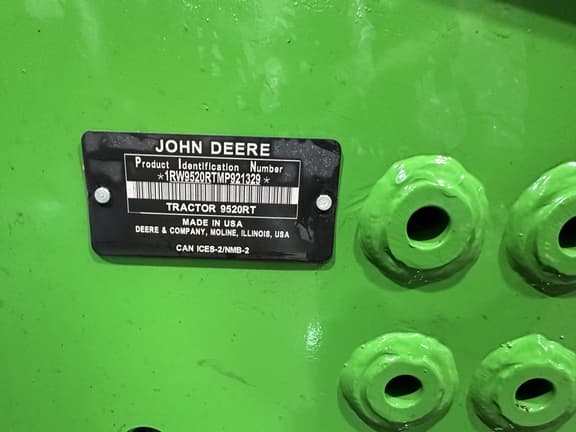 JOHN DEERE
Product Identification Number
*1RW9520RTMP921329*
TRACTOR 9520RT
MADE IN USA
DEERE & COMPANY, MOLINE, ILLINOIS, USA
CAN ICES-2/NMB-2